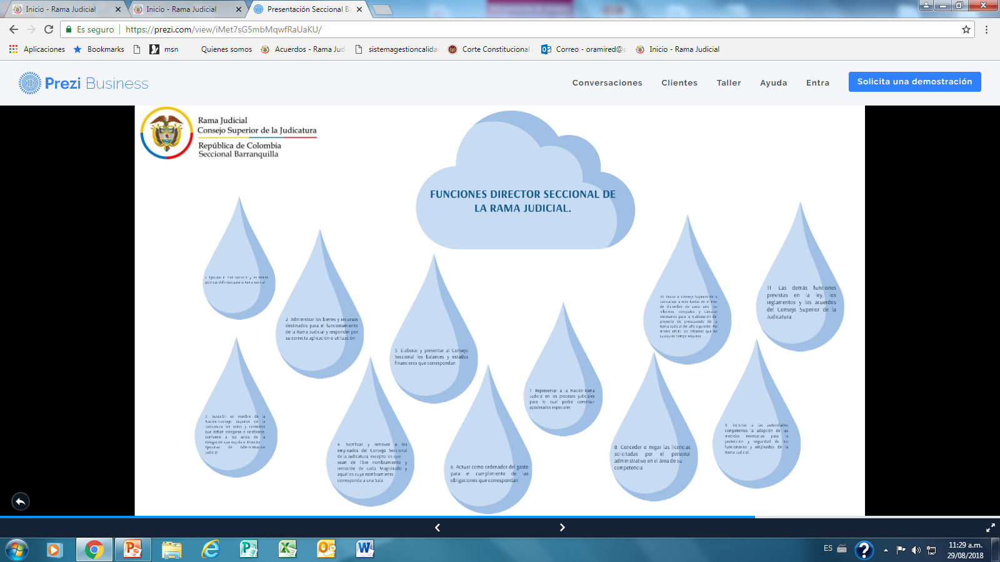 Inicio - Rama Judicial
Inicio - Rama Judicial
Presentación Seccional B
Es seguro
https://prezi.com/view/iMet7sG5mbMqwfRaUaKU/
Aplicaciones
Bookmarks
msn
Quienes somos
Acuerdos - Rama Jud
sistemagestioncalida
Corte Constitucional
Correo - oramired@c
Inicio - Rama Judicial
Prezi Business
Conversaciones
Clientes
Taller
Ayuda
Entra
Solicita una demostración
Rama Judicial
Consejo Superior de la Judicatura
República de Colombia
Seccional Barranquilla
FUNCIONES DIRECTOR SECCIONAL DE
LA RAMA JUDICIAL.
1 Ejecutar el Plan Sectorial y las demás
políticas definidas para la Rama Judicial
2 Administrar los bienes y recursos
destinados para el funcionamiento
de la Rama Judicial y responder por
su correcta aplicación o utilización
3 Suscribir en nombre de la
Nación-Consejo Superior de la
Judicatura los actos y contratos
que deban otorgarse o celebrarse,
conforme a los actos de la
delegación que expida el Director
Ejecutivo de Administración
Judicial
4 Nombrar y remover a los
empleados del Consejo Seccional
de la Judicatura, excepto los que
sean de libre nombramiento y
remoción de cada Magistrado y
aquellos cuyo nombramiento
corresponda a una Sala
5 Elaborar y presentar al Consejo
Seccional los balances y estados
financieros que correspondan
6 Actuar como ordenador del gasto
para el cumplimiento de las
obligaciones que correspondan
7 Representar a la Nación-Rama
Judicial en los procesos judiciales
para lo cual podrá constituir
apoderados especiales
8 Conceder o negar las licencias
solicitadas por el personal
administrativo en el área de su
competencia
9 Solicitar a las autoridades
competentes la adopción de las
medidas necesarias para la
protección y seguridad de los
funcionarios y empleados de la
Rama Judicial
10 Enviar al Consejo Superior de la
Judicatura a más tardar en el mes
de diciembre de cada año, los
informes, cómputos y cálculos
necesarios para la elaboración del
proyecto de presupuesto de la
Rama Judicial del año siguiente. Así
mismo emitir los informes que en
cualquier tiempo requiera
11 Las demás funciones
previstas en la ley, los
reglamentos y los acuerdos
del Consejo Superior de la
Judicatura
ES
11:29 a.m.
29/08/2018